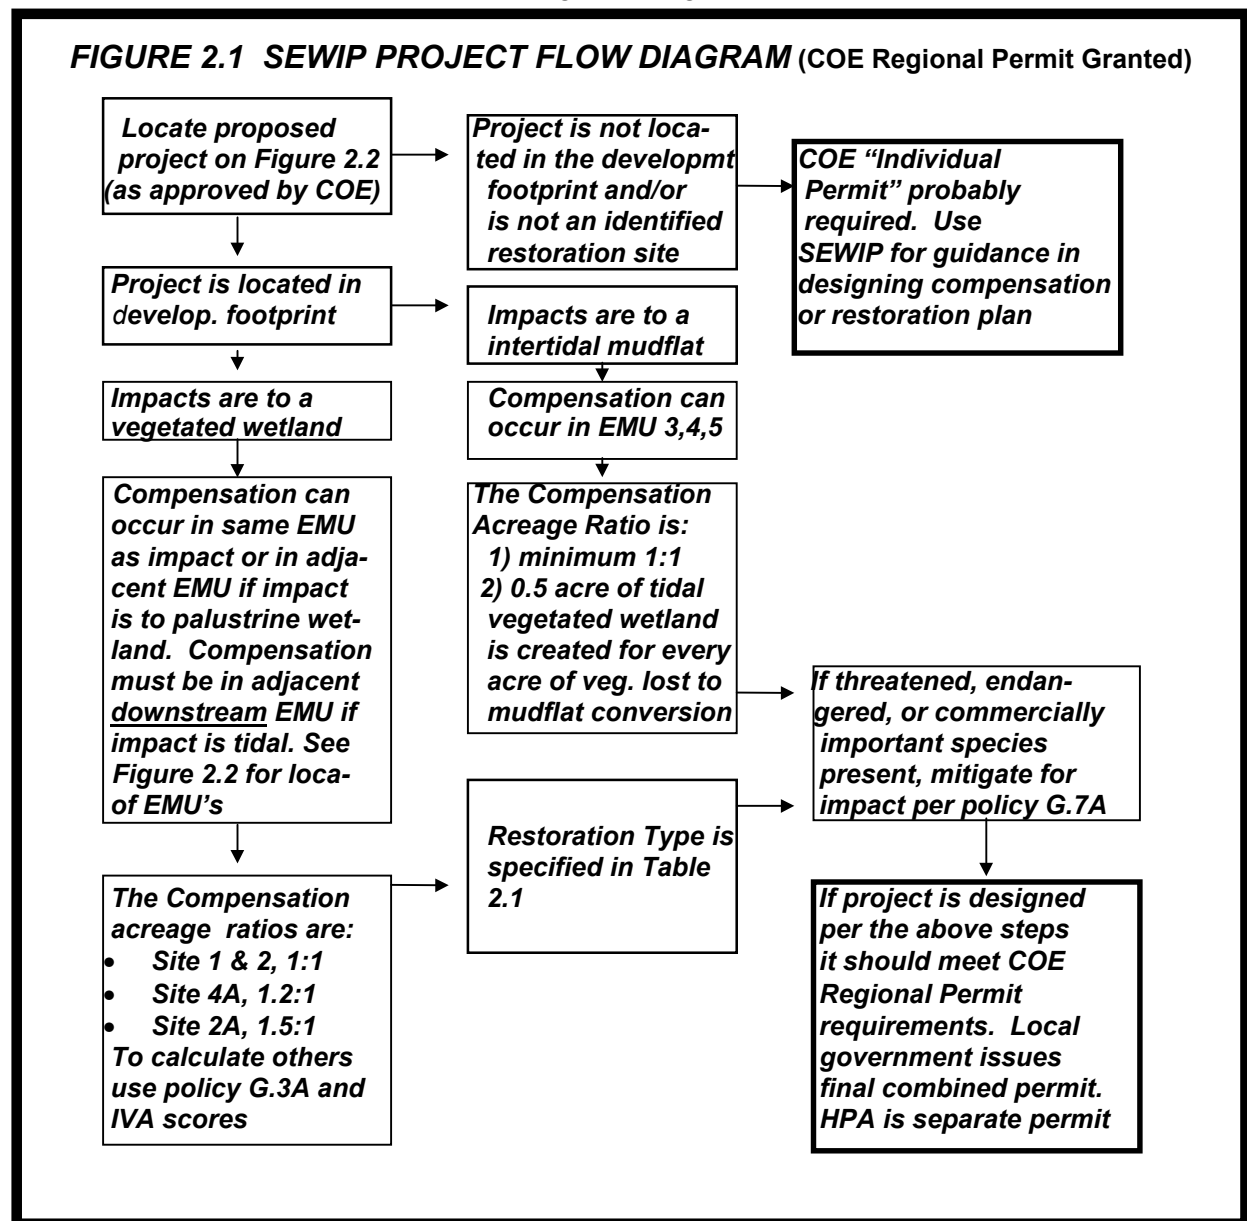 FIGURE 2.1 SEWIP PROJECT FLOW DIAGRAM (COE Regional Permit Granted)
Locate proposed
project on Figure 2.2
(as approved by COE)
Project is not loca-
ted in the developmt
footprint and/or
is not an identified
restoration site
COE “Individual
Permit” probably
required. Use
SEWIP for guidance in
designing compensation
or restoration plan
Project is located in
develop. footprint
Impacts are to a
intertidal mudflat
Impacts are to a
vegetated wetland
Compensation can
occur in EMU 3,4,5
Compensation can
occur in same EMU
as impact or in adja-
cent EMU if impact
is to palustrine wet-
land. Compensation
must be in adjacent
downstream EMU if
impact is tidal. See
Figure 2.2 for loca-
of EMU’s
The Compensation
Acreage Ratio is:
1) minimum 1:1
2) 0.5 acre of tidal
vegetated wetland
is created for every
acre of veg. lost to
mudflat conversion
If threatened, endan-
gered, or commercially
important species
present, mitigate for
impact per policy G.7A
The Compensation
acreage ratios are:
• Site 1 & 2, 1:1
• Site 4A, 1.2:1
• Site 2A, 1.5:1
To calculate others
use policy G.3A and
IVA scores
Restoration Type is
specified in Table
2.1
If project is designed
per the above steps
it should meet COE
Regional Permit
requirements. Local
government issues
final combined permit.
HPA is separate permit